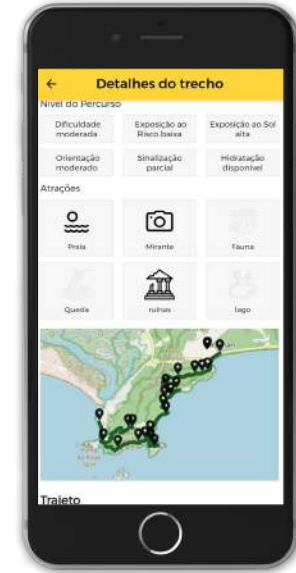 Detalhes do trecho
Nível do Percurso
Dificuldade
moderada
Exposição ao
Risco baixa
Exposição ao Sol
alta
Orientação
moderado
Sinalização
parcial
Hidratação
disponível
Atrações
Praia
Mirante
Fauna
Queda
ruínas
lago
Trajeto